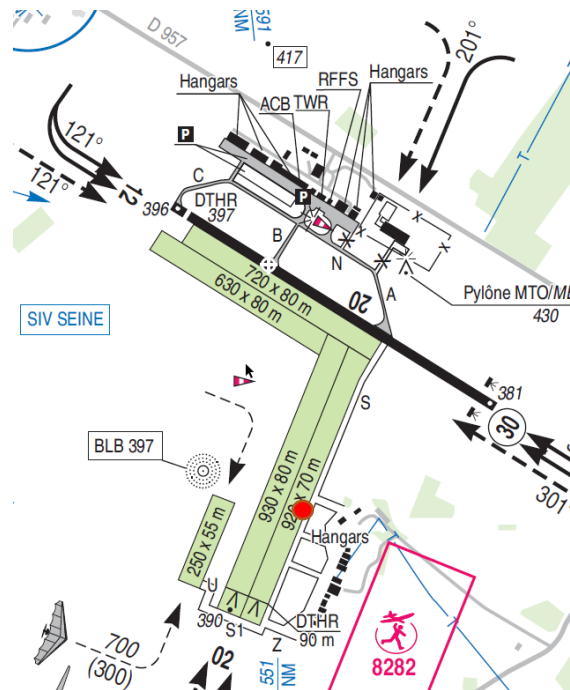 D 957
591
NM
417
201°
Hangars
RFFS
Hangars
ACB
TWR
P
121°
121°
C
12
396
DTHR
397
P
B
N
A
720 x 80 m
630 x 80 m
20
Pylône MTO/ME
430
SIV SEINE
381
S
30
301°
BLB 397
930 x 80 m
920 x 70 m
250 x 55 m
Hangars
T
T
T
T
U
390
S1
DTHR
90 m
Z
700
(300)
02
551
NM
8282